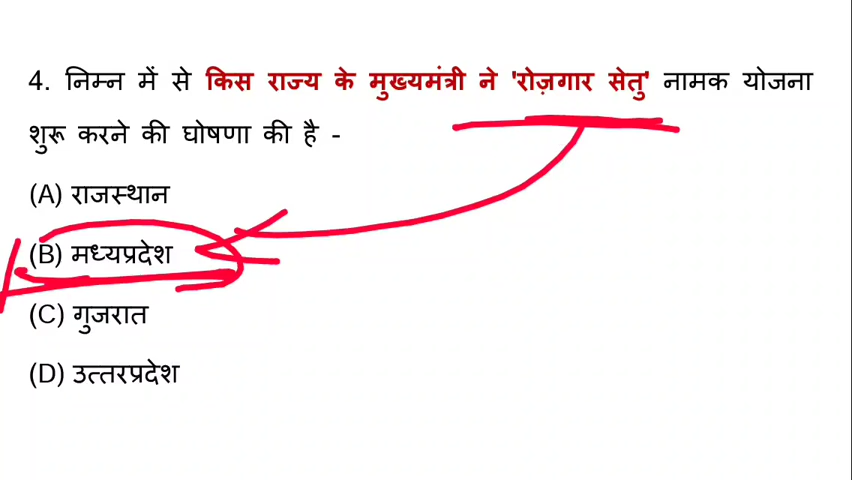 4. निम्न में से किस राज्य के मुख्यमंत्री ने 'रोज़गार सेतु' नामक योजना
शुरू करने की घोषणा की है -
(A) राजस्थान
(B) मध्यप्रदेश
(C) गुजरात
(D) उत्तरप्रदेश